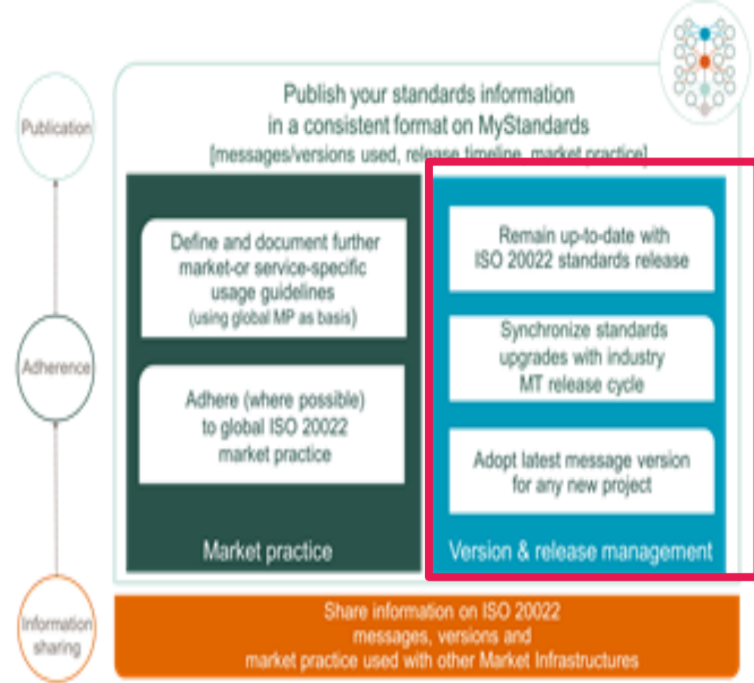 Publish your standards information
in a consistent format on MyStandards
[messages/versions used, release timeline, market practice]
Publication
Define and document further
market-or service-specific
usage guidelines
(using global MP as basis)
Adhere (where possible)
to global ISO 20022
market practice
Market practice
Remain up-to-date with
ISO 20022 standards release
Synchronize standards
upgrades with industry
MT release cycle
Adopt latest message version
for any new project
Version & release management
Adherence
Information
sharing
Share information on ISO 20022
messages, versions and
market practice used with other Market Infrastructures